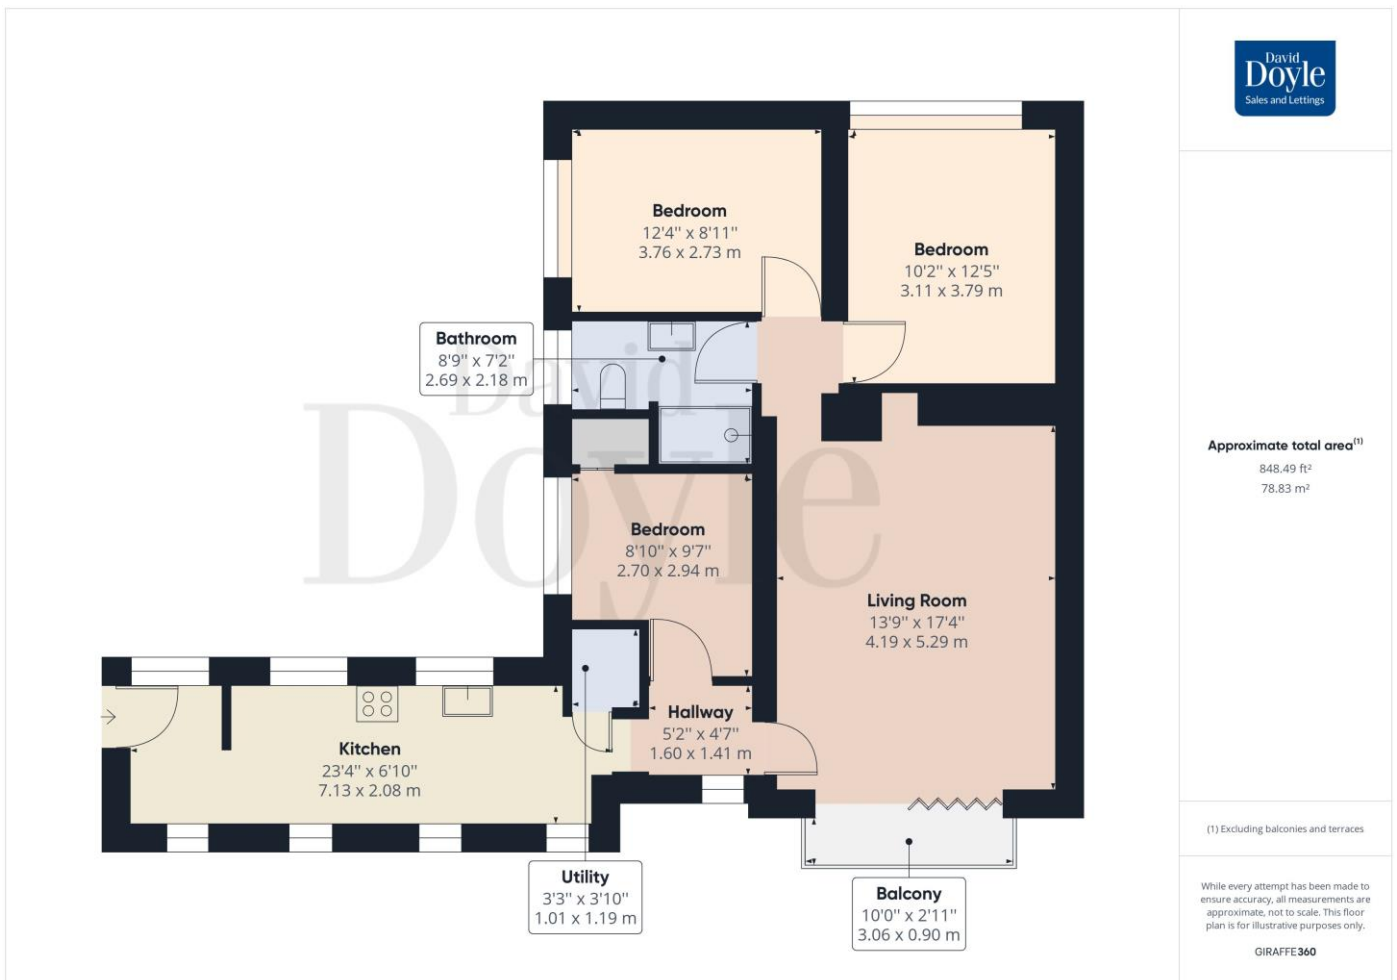 David
Doyle
Sales and Lettings
Bedroom
12'4" x 8'11"
3.76 x 2.73 m
Bedroom
10'2" x 12'5"
3.11 x 3.79 m
Bathroom
8'9" x 7'2"
2.69 x 2.18 m
David
Doyle
Bedroom
8'10" x 9'7"
2.70 x 2.94 m
Living Room
13'9" x 17'4"
4.19 x 5.29 m
Hallway
5'2" x 4'7"
1.60 x 1.41 m
Kitchen
23'4" x 6'10"
7.13 x 2.08 m
Utility
3'3" x 3'10"
1.01 x 1.19 m
Balcony
10'0" x 2'11"
3.06 x 0.90 m
Approximate total area(1)
848.49 ft²
78.83 m²
(1) Excluding balconies and terraces
While every attempt has been made to
ensure accuracy, all measurements are
approximate, not to scale. This floor
plan is for illustrative purposes only.
GIRAFFE360